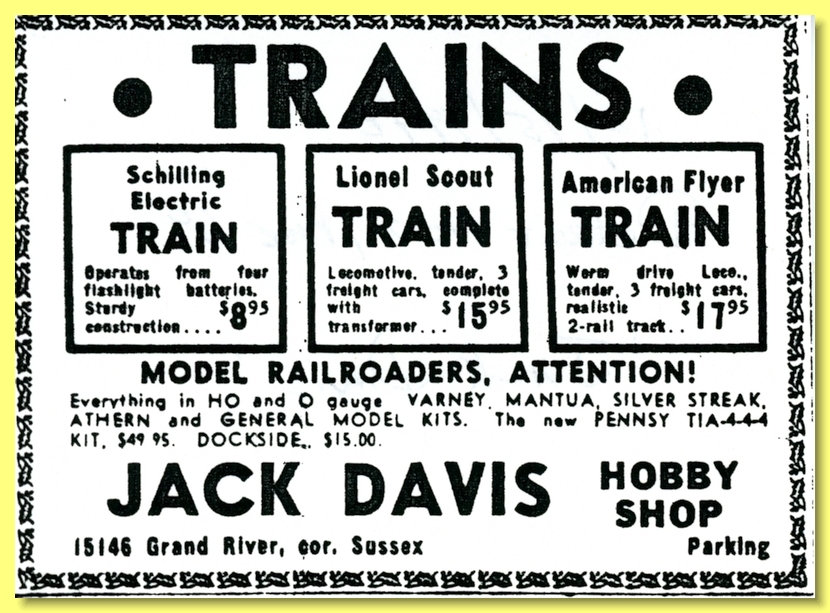 • TRAINS •
Schilling
Electric
TRAIN
Operates from four
flashlight batteries.
Sturdy
construction.... $8.95
Lionel Scout
TRAIN
Locomotive, tender, 3
freight cars, complete
with
transformer... $15.95
American Flyer
TRAIN
Worm drive Loco.,
tender, 3 freight cars,
realistic
2-rail track.. $17.95
MODEL RAILROADERS, ATTENTION!
Everything in HO and O gauge VARNEY, MANTUA, SILVER STREAK,
ATHERN and GENERAL MODEL KITS. The new PENNSY T1A-4-4-4
KIT, $49 95. DOCKSIDE, $15.00.
JACK DAVIS HOBBY
SHOP
15146 Grand River, cor. Sussex Parking